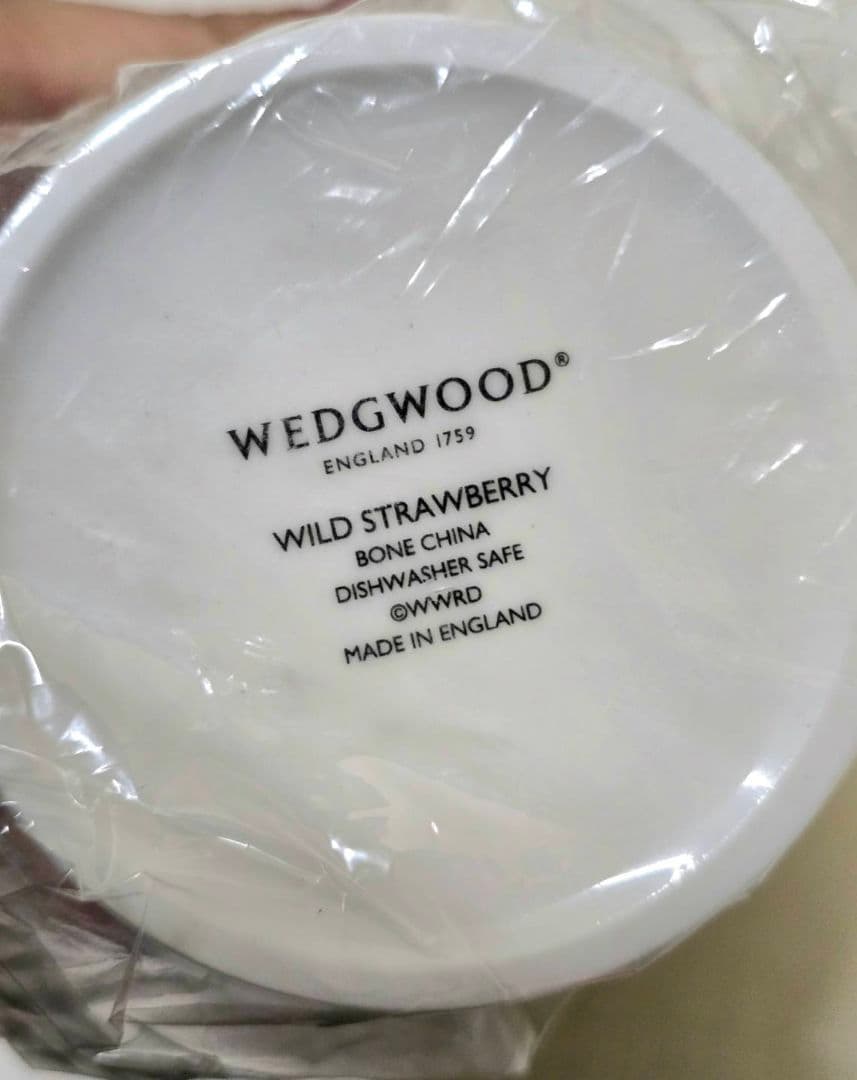 WEDGWOOD®
ENGLAND 1759
WILD STRAWBERRY
BONE CHINA
DISHWASHER SAFE
©WWRD
MADE IN ENGLAND